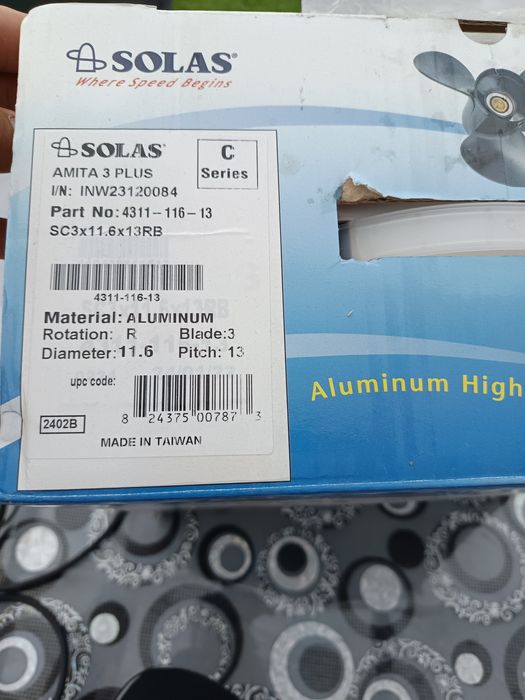 SOLAS®
Where Speed Begins
SOLAS®
C
Series
AMITA 3 PLUS
I/N: INW23120084
Part No: 4311-116-13
SC3x11.6x13RB
4311-116-13
Material: ALUMINUM
Rotation: R Blade:3
Diameter:11.6 Pitch: 13
upc code:
8 24375 00787 3
2402B
MADE IN TAIWAN
Aluminum High